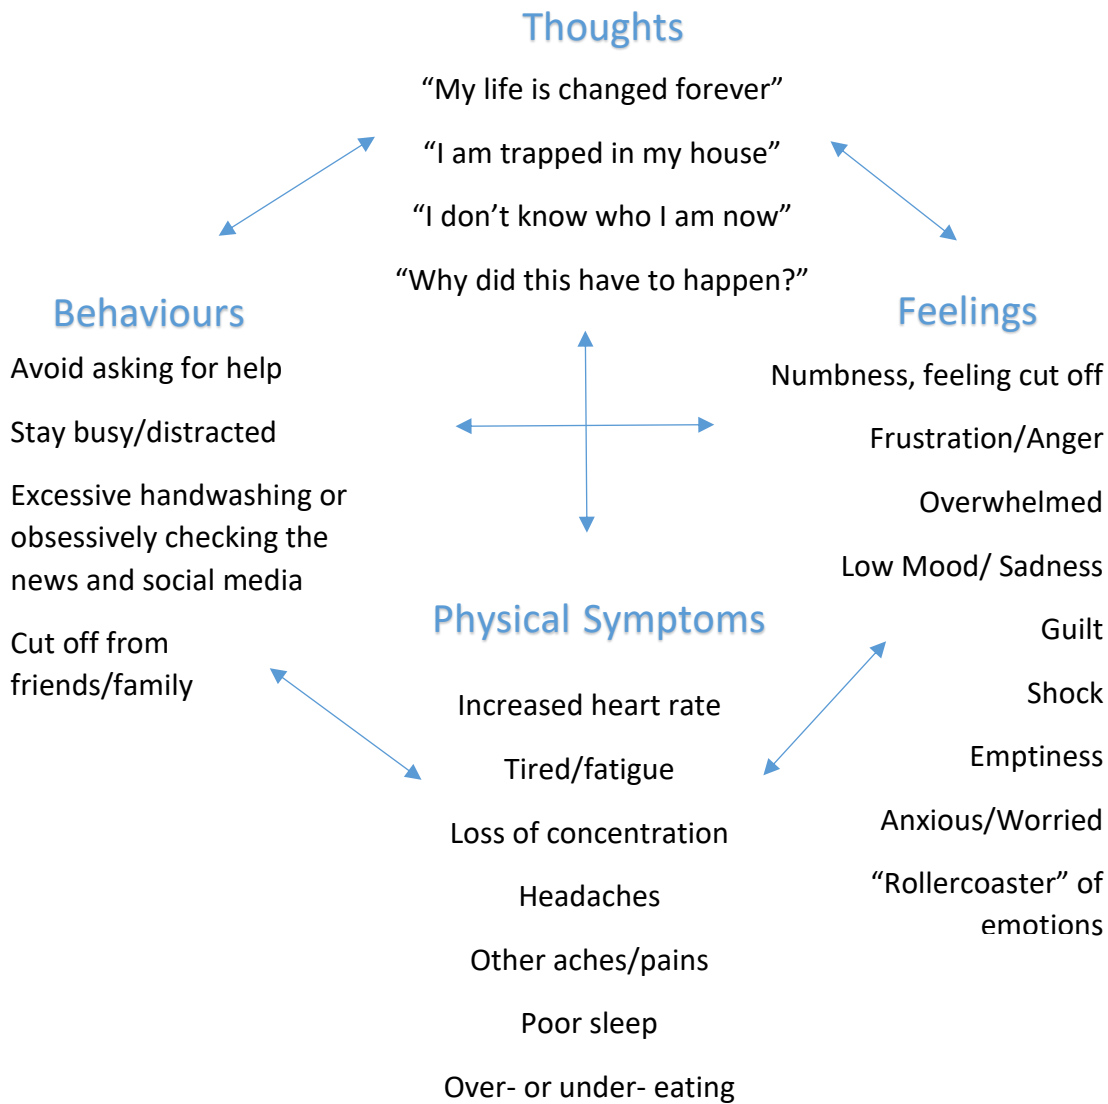 Thoughts
“My life is changed forever”
“I am trapped in my house”
“I don’t know who I am now”
“Why did this have to happen?”
Behaviours
Avoid asking for help
Stay busy/distracted
Excessive handwashing or
obsessively checking the
news and social media
Cut off from
friends/family
Feelings
Numbness, feeling cut off
Frustration/Anger
Overwhelmed
Low Mood/ Sadness
Guilt
Shock
Emptiness
Anxious/Worried
“Rollercoaster” of
emotions
Physical Symptoms
Increased heart rate
Tired/fatigue
Loss of concentration
Headaches
Other aches/pains
Poor sleep
Over- or under- eating